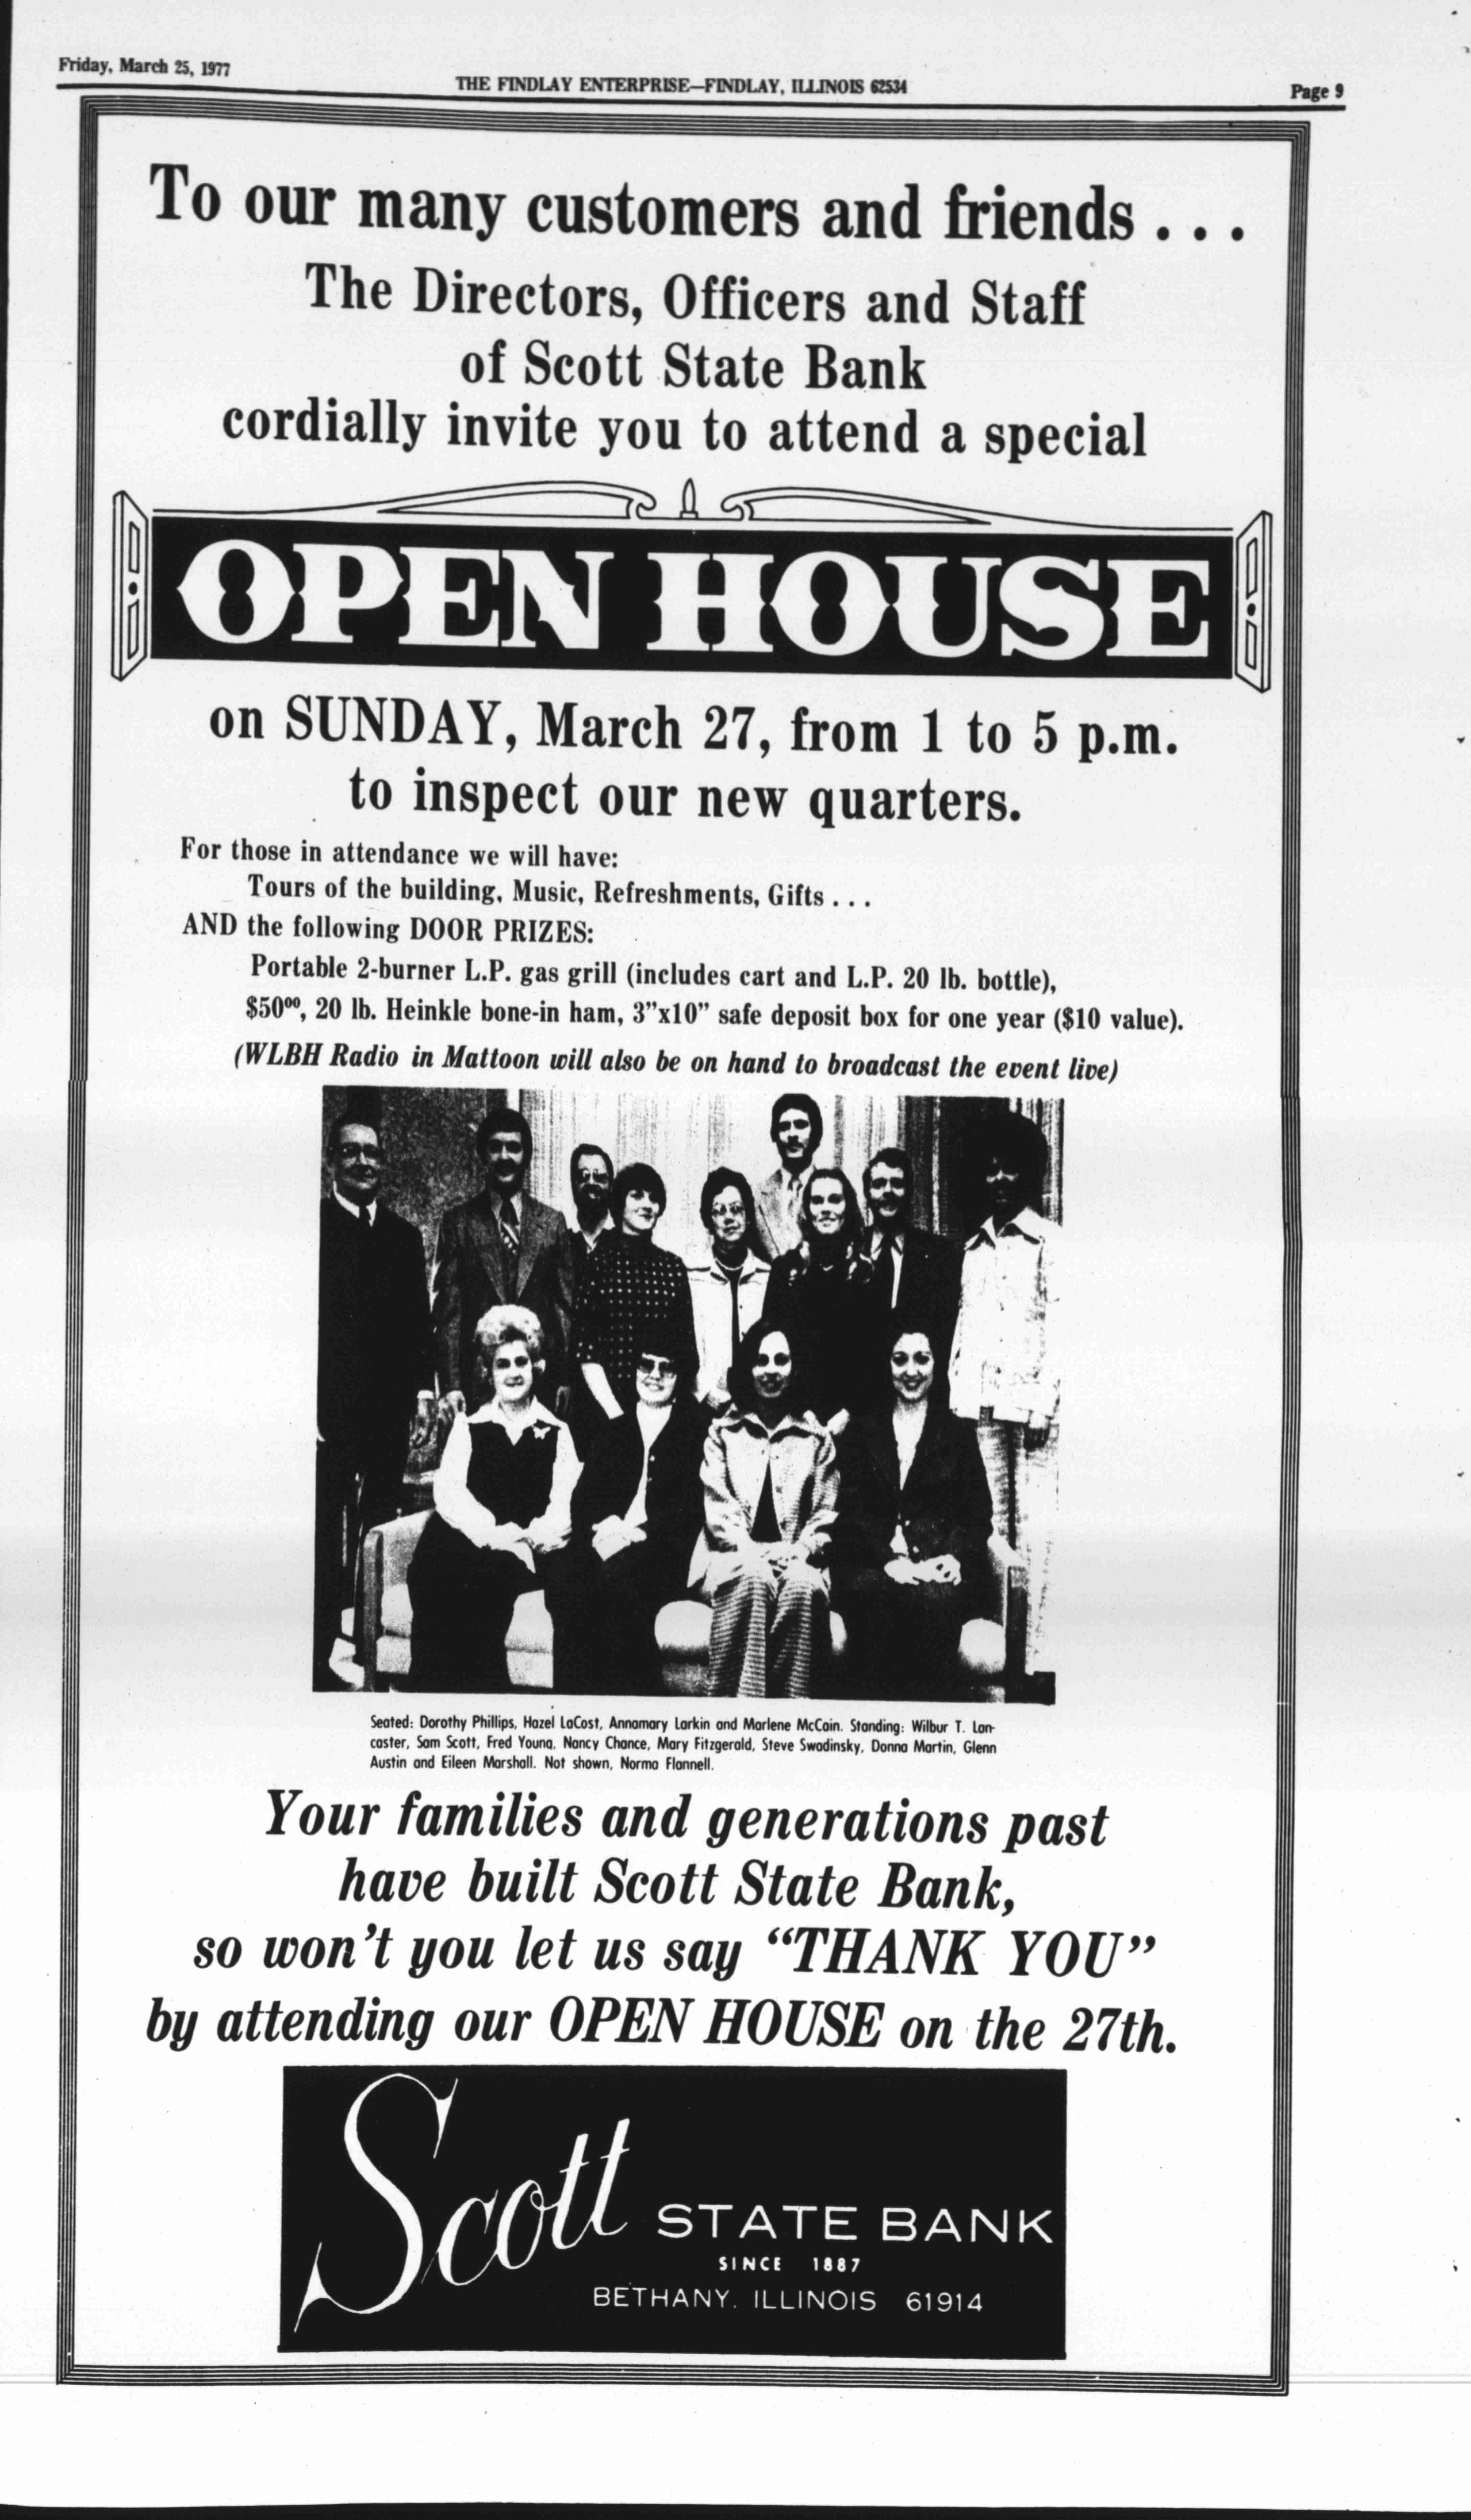 Friday, March 25, 1977
THE FINDLAY ENTERPRISE—FINDLAY, ILLINOIS 62534
Page 9
To our many customers and friends . . .
The Directors, Officers and Staff
of Scott State Bank
cordially invite you to attend a special
OPEN HOUSE
on SUNDAY, March 27, from 1 to 5 p.m.
to inspect our new quarters.
For those in attendance we will have:
Tours of the building, Music, Refreshments, Gifts . . .
AND the following DOOR PRIZES:
Portable 2-burner L.P. gas grill (includes cart and L.P. 20 lb. bottle),
$50⁰⁰, 20 lb. Heinkle bone-in ham, 3”x10” safe deposit box for one year ($10 value).
(WLBH Radio in Mattoon will also be on hand to broadcast the event live)
Seated: Dorothy Phillips, Hazel LaCost, Annamary Larkin and Marlene McCain. Standing: Wilbur T. Lan-
caster, Sam Scott, Fred Young, Nancy Chance, Mary Fitzgerald, Steve Swadinsky, Donna Martin, Glenn
Austin and Eileen Marshall. Not shown, Norma Flannell.
Your families and generations past
have built Scott State Bank,
so won’t you let us say “THANK YOU”
by attending our OPEN HOUSE on the 27th.
Scott STATE BANK
SINCE 1887
BETHANY, ILLINOIS 61914